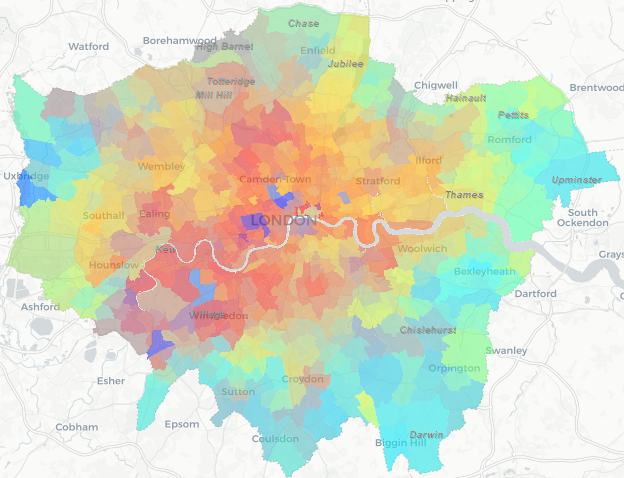 Chase
Watford
Borehamwood
High Barnet
Enfield
Jubilee
Totteridge
Mill Hill
Chigwell
Hainault
Brentwood
Pettits
Romford
Wembley
Ilford
Uxbridge
Camden Town
Stratford
Upminster
Thames
Southall
Ealing
LONDON
South
Ockendon
Kew
Woolwich
Grays
Hounslow
Bexleyheath
Dartford
Ashford
Village
Wimbledon
Chislehurst
Swanley
Esher
Croydon
Orpington
Sutton
Cobham
Epsom
Coulsdon
Darwin
Biggin Hill